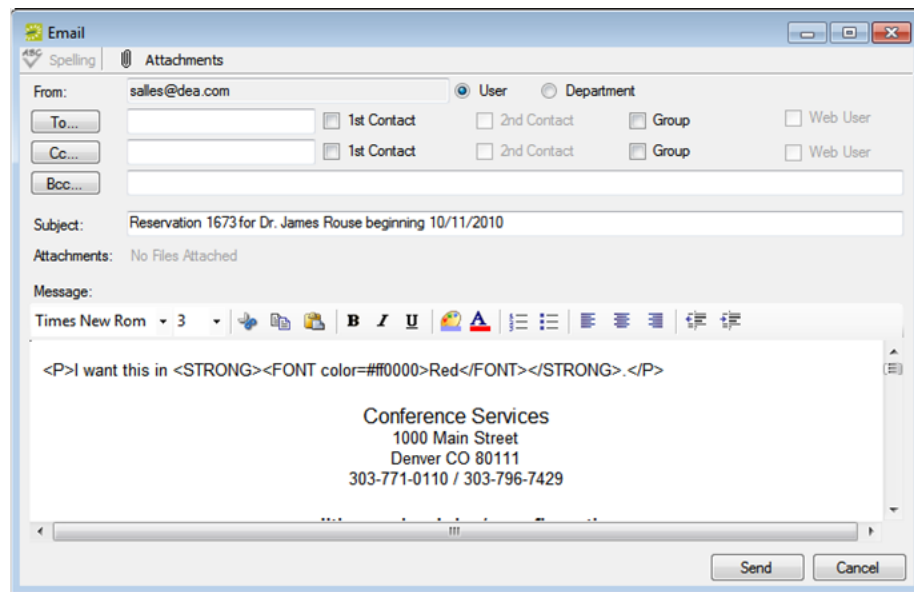 Email
ABC Spelling Attachments
From: salles@dea.com User Department
To... 1st Contact 2nd Contact Group Web User
Cc... 1st Contact 2nd Contact Group Web User
Bcc...
Subject: Reservation 1673 for Dr. James Rouse beginning 10/11/2010
Attachments: No Files Attached
Message:
Times New Rom 3 B I U A
<P>I want this in <STRONG><FONT color=#ff0000>Red</FONT></STRONG>.</P>
Conference Services
1000 Main Street
Denver CO 80111
303-771-0110 / 303-796-7429
Send Cancel